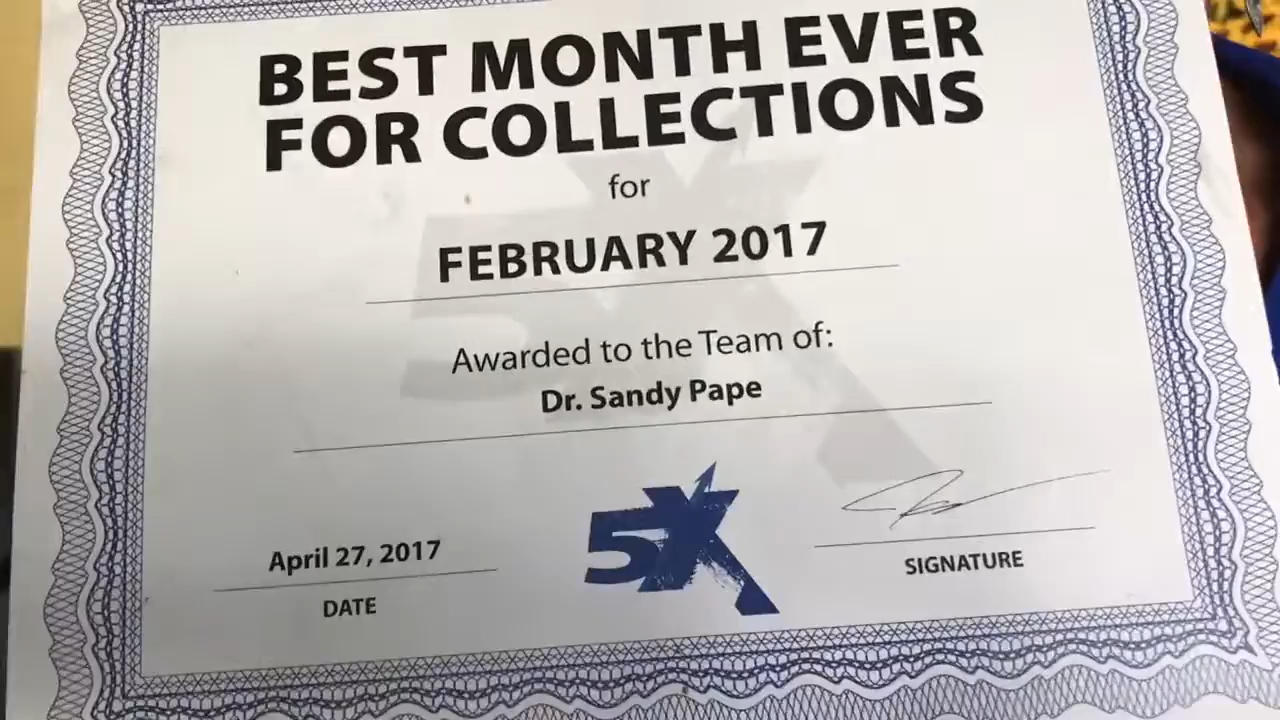 BEST MONTH EVER
FOR COLLECTIONS
for
FEBRUARY 2017
Awarded to the Team of:
Dr. Sandy Pape
5X
April 27, 2017
DATE
SIGNATURE